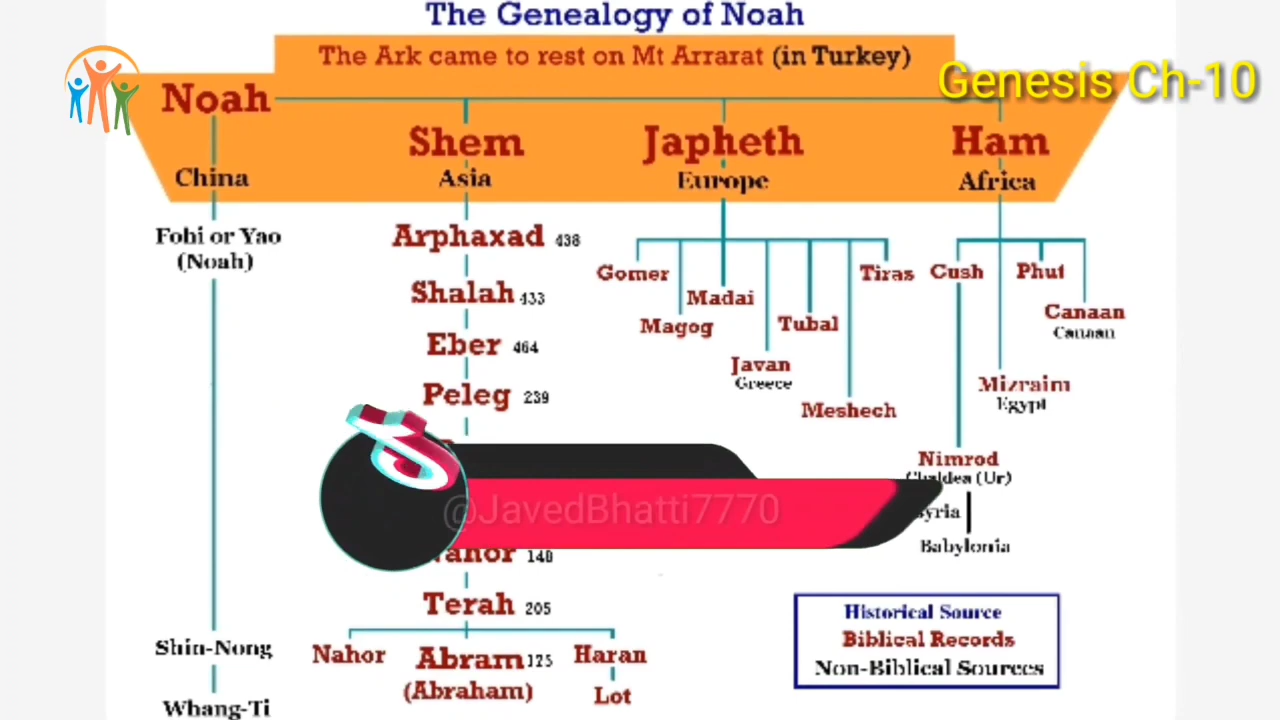 The Genealogy of Noah
The Ark came to rest on Mt Arrarat (in Turkey)
Genesis Ch-10
Noah
Shem
Japheth
Ham
China
Asia
Europe
Africa
Fohi or Yao
(Noah)
Arphaxad 438
Shalah 433
Eber 464
Peleg 239
Gomer
Magog
Madai
Javan
Greece
Tubal
Meshech
Tiras
Cush
Phut
Canaan
Canaan
Mizraim
Egypt
Nimrod
Chaldea (Ur)
Babylonia
@JavedBhatti7770
148
Terah 205
Nahor
Abram 125
(Abraham)
Haran
Lot
Shin-Nong
Whang-Ti
Historical Source
Biblical Records
Non-Biblical Sources